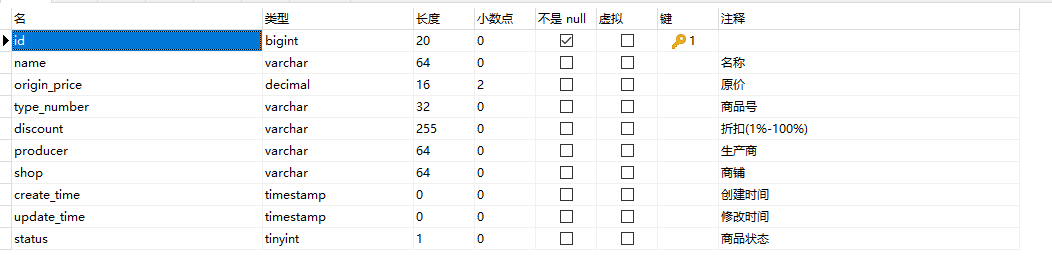 名 类型 长度 小数点 不是 null 虚拟 键 注释
id bigint 20 0 1
name varchar 64 0 名称
origin_price decimal 16 2 原价
type_number varchar 32 0 商品号
discount varchar 255 0 折扣(1%-100%)
producer varchar 64 0 生产商
shop varchar 64 0 商铺
create_time timestamp 0 0 创建时间
update_time timestamp 0 0 修改时间
status tinyint 1 0 商品状态